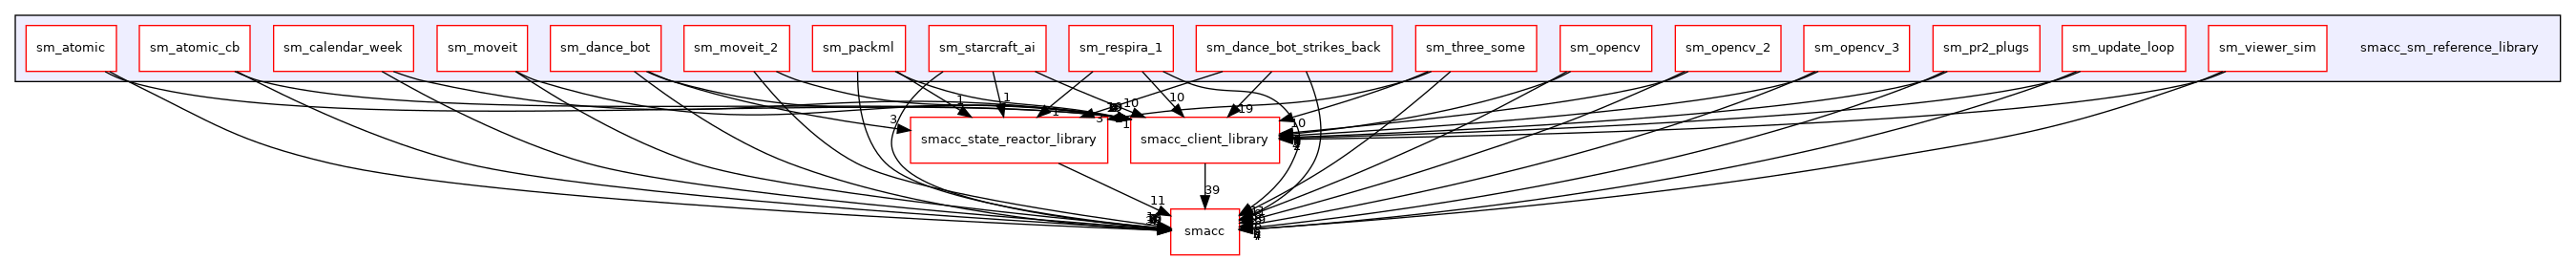 sm_atomic
sm_atomic_cb
sm_calendar_week
sm_moveit
sm_dance_bot
sm_moveit_2
sm_packml
sm_starcraft_ai
sm_respira_1
sm_dance_bot_strikes_back
sm_three_some
sm_opencv
sm_opencv_2
sm_opencv_3
sm_pr2_plugs
sm_update_loop
sm_viewer_sim
smacc_sm_reference_library
1
1
10
10
19
1
3
3
1
10
smacc_state_reactor_library
smacc_client_library
39
11
smacc